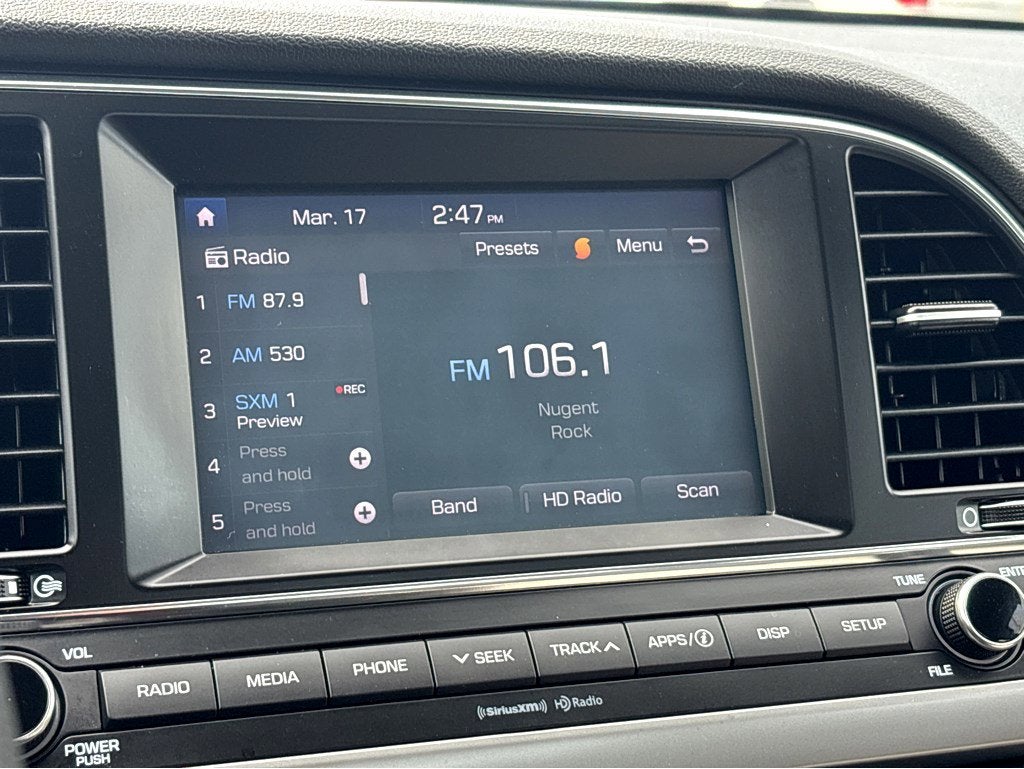 Mar. 17 2:47 PM
Radio Presets Menu
1 FM 87.9
2 AM 530
3 SXM 1 REC
Preview
4 Press
and hold
5 Press
and hold
FM 106.1
Nugent
Rock
Band HD Radio Scan
TUNE ENTE
VOL
RADIO MEDIA PHONE SEEK TRACK APPS/i DISP SETUP
FILE
((SiriusXM)) HD Radio
POWER
PUSH